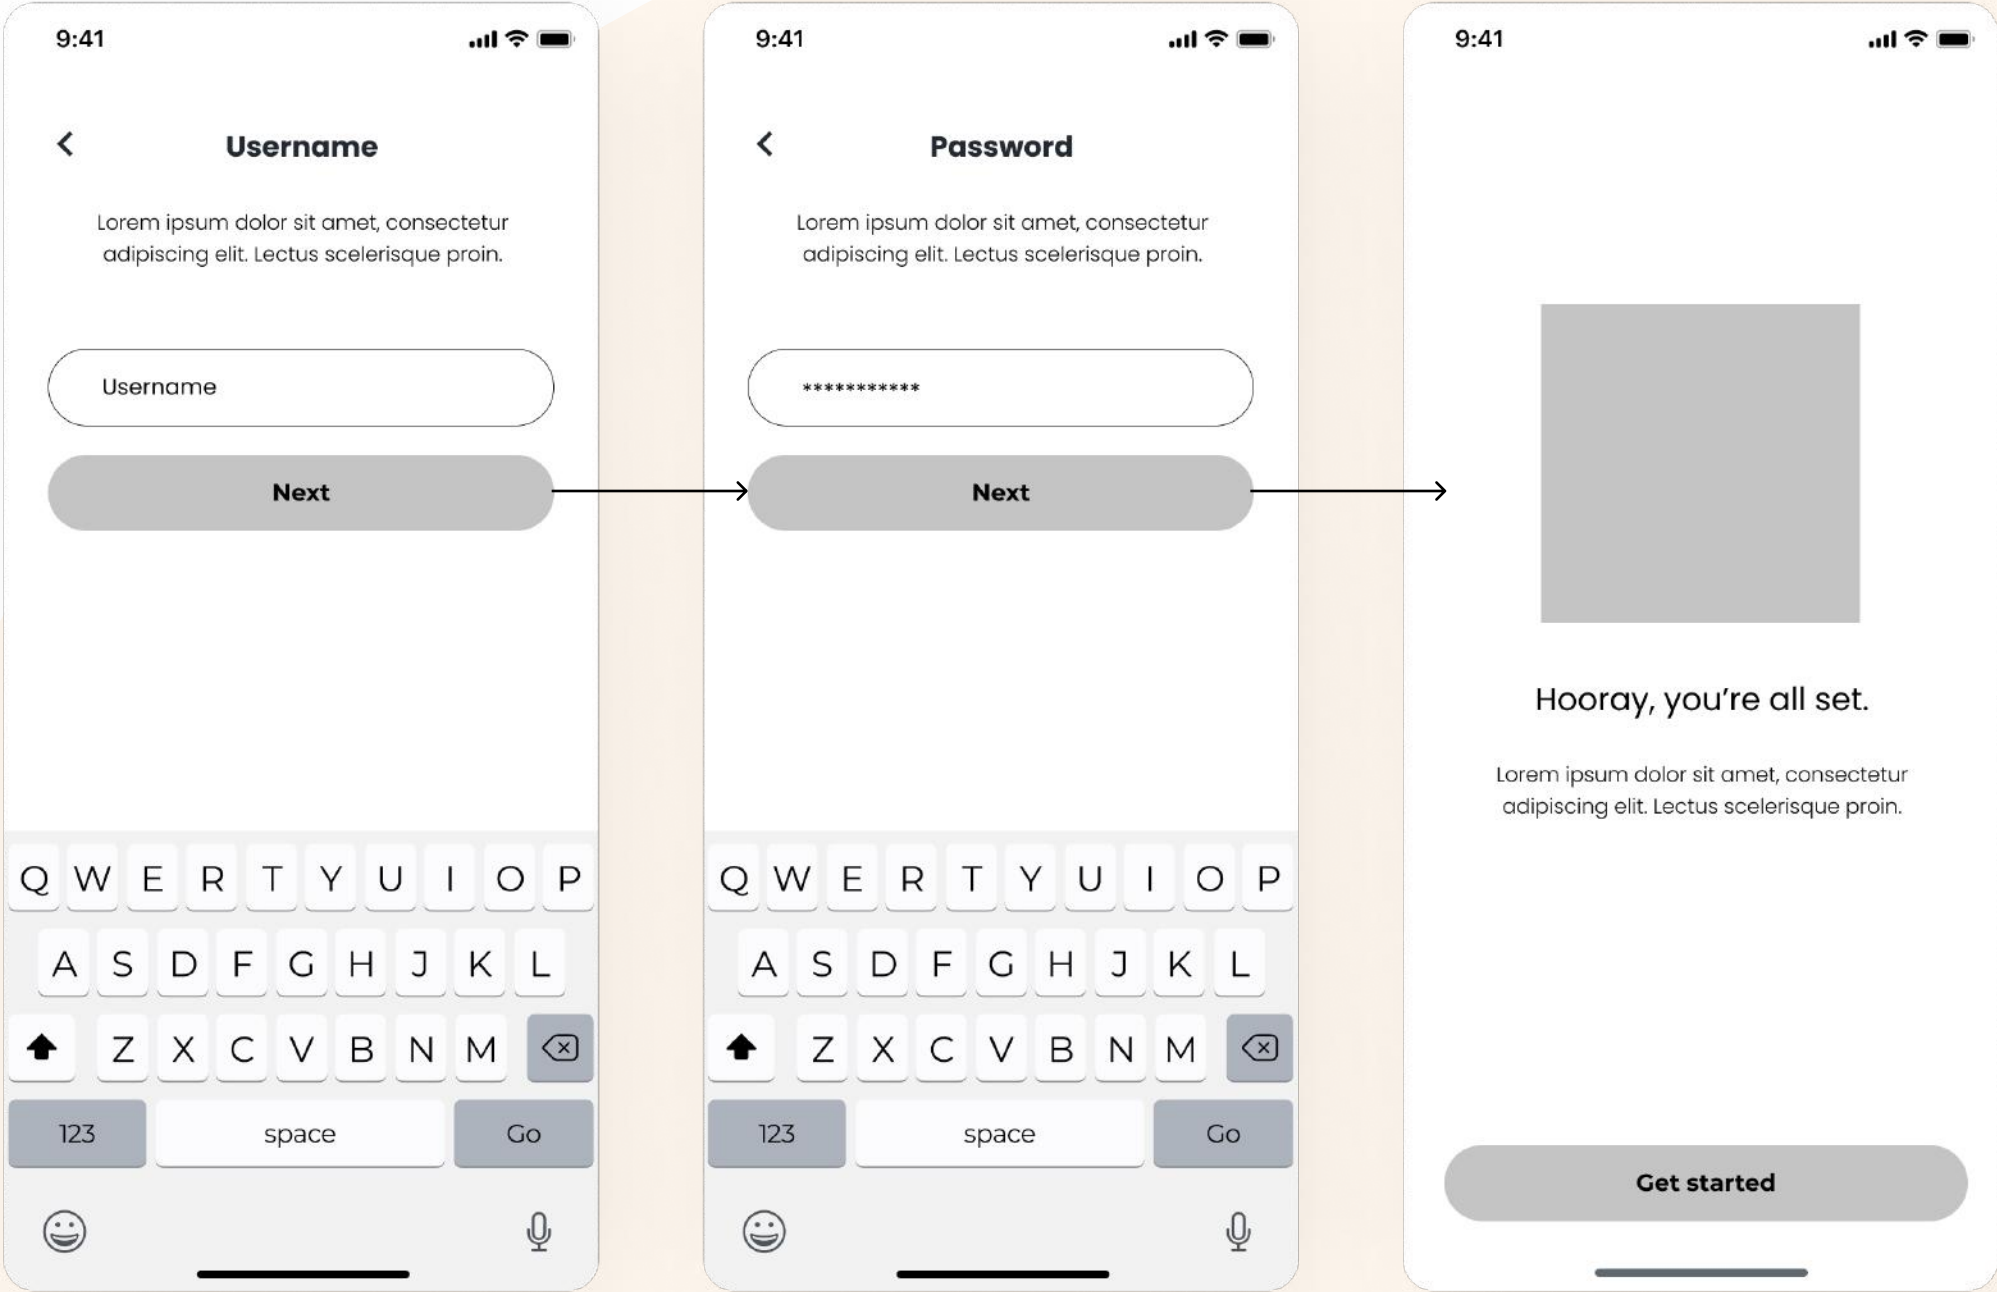 9:41
Username
Lorem ipsum dolor sit amet, consectetur
adipiscing elit. Lectus scelerisque proin.
Username
Next
Q W E R T Y U I O P
A S D F G H J K L
Z X C V B N M
123 space Go
9:41
Password
Lorem ipsum dolor sit amet, consectetur
adipiscing elit. Lectus scelerisque proin.
***********
Next
Q W E R T Y U I O P
A S D F G H J K L
Z X C V B N M
123 space Go
9:41
Hooray, you’re all set.
Lorem ipsum dolor sit amet, consectetur
adipiscing elit. Lectus scelerisque proin.
Get started